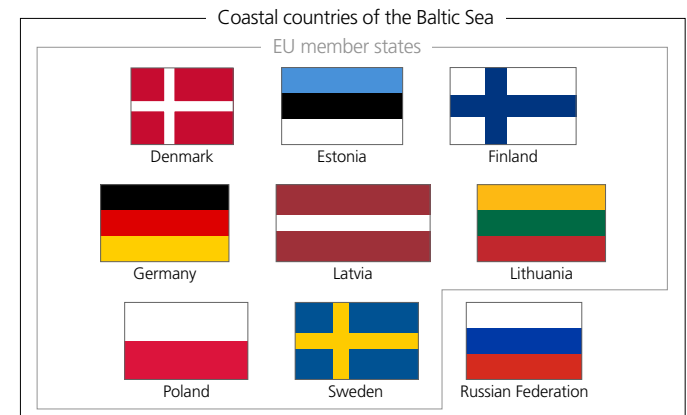 Coastal countries of the Baltic Sea
EU member states
Denmark
Estonia
Finland
Germany
Latvia
Lithuania
Poland
Sweden
Russian Federation